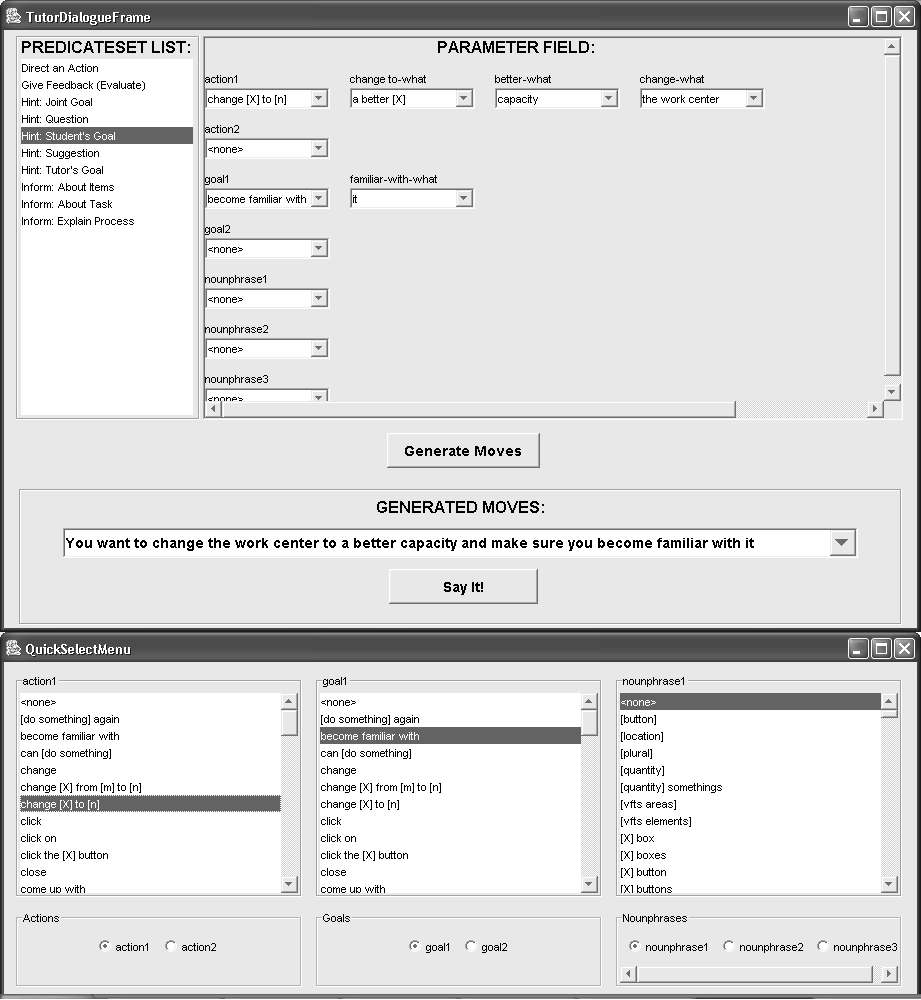 TutorDialogueFrame
PREDICATESET LIST:
Direct an Action
Give Feedback (Evaluate)
Hint: Joint Goal
Hint: Question
Hint: Student's Goal
Hint: Suggestion
Hint: Tutor's Goal
Inform: About Items
Inform: About Task
Inform: Explain Process
PARAMETER FIELD:
action1 change to-what better-what change-what
change [X] to [n] a better [X] capacity the work center
action2
<none>
goal1 familiar-with-what
become familiar with it
goal2
<none>
nounphrase1
<none>
nounphrase2
<none>
nounphrase3
<none>
Generate Moves
GENERATED MOVES:
You want to change the work center to a better capacity and make sure you become familiar with it
Say It!
QuickSelectMenu
action1
<none>
[do something] again
become familiar with
can [do something]
change
change [X] from [m] to [n]
change [X] to [n]
click
click on
click the [X] button
close
come up with
Actions
action1 action2
goal1
<none>
[do something] again
become familiar with
can [do something]
change
change [X] from [m] to [n]
change [X] to [n]
click
click on
click the [X] button
close
come up with
Goals
goal1 goal2
nounphrase1
<none>
[button]
[location]
[plural]
[quantity]
[quantity] somethings
[vfts areas]
[vfts elements]
[X] box
[X] boxes
[X] button
[X] buttons
Nounphrases
nounphrase1 nounphrase2 nounphrase3